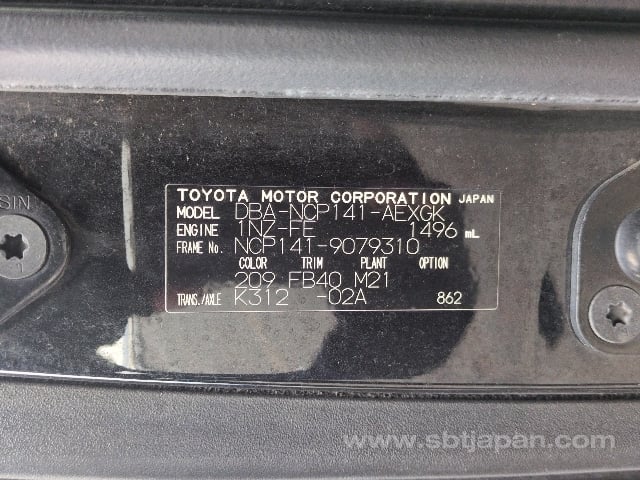 SIN
TOYOTA MOTOR CORPORATION JAPAN
MODEL DBA-NCP141-AEXGK
ENGINE 1NZ-FE 1496 mL
FRAME No. NCP141-9079310
COLOR TRIM PLANT OPTION
209 FB40 M21
TRANS./AXLE K312 -02A 862
www.sbtjapan.com